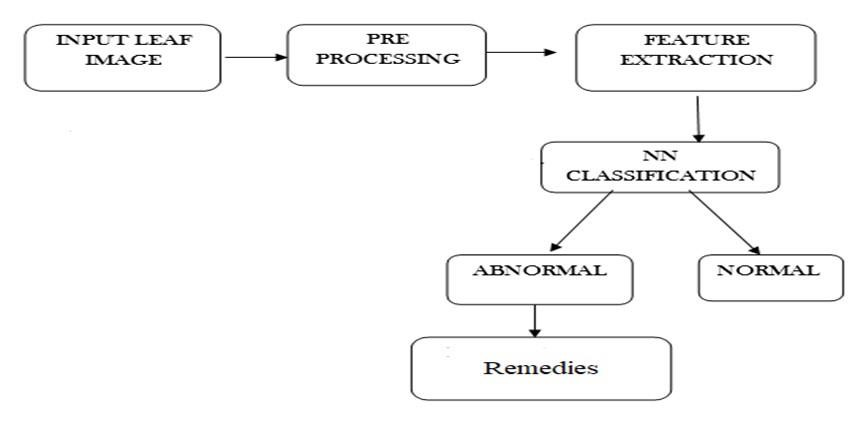 INPUT LEAF
IMAGE
PRE
PROCESSING
FEATURE
EXTRACTION
NN
CLASSIFICATION
ABNORMAL
NORMAL
Remedies